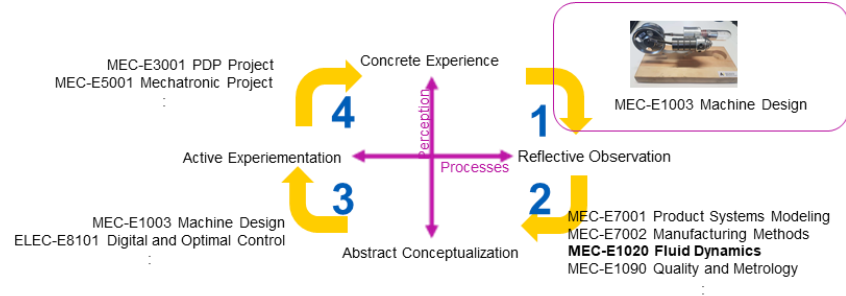 MEC-E3001 PDP Project
MEC-E5001 Mechatronic Project
:
Concrete Experience
MEC-E1003 Machine Design
4
1
Perception
Active Experiementation
Processes
Reflective Observation
3
2
MEC-E1003 Machine Design
ELEC-E8101 Digital and Optimal Control
:
Abstract Conceptualization
MEC-E7001 Product Systems Modeling
MEC-E7002 Manufacturing Methods
MEC-E1020 Fluid Dynamics
MEC-E1090 Quality and Metrology
: